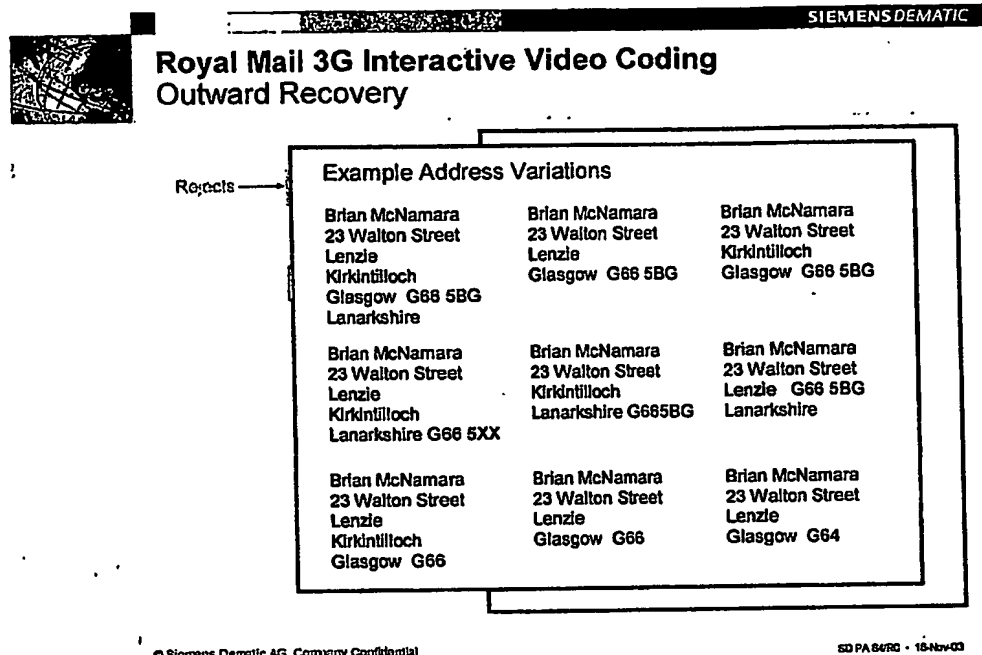 SIEMENS DEMATIC
Royal Mail 3G Interactive Video Coding
Outward Recovery
Rejects
Example Address Variations
Brian McNamara
23 Walton Street
Lenzie
Kirkintilloch
Glasgow G66 5BG
Lanarkshire
Brian McNamara
23 Walton Street
Lenzie
Glasgow G66 5BG
Brian McNamara
23 Walton Street
Kirkintilloch
Glasgow G66 5BG
Brian McNamara
23 Walton Street
Lenzie
Kirkintilloch
Lanarkshire G66 5XX
Brian McNamara
23 Walton Street
Kirkintilloch
Lanarkshire G665BG
Brian McNamara
23 Walton Street
Lenzie G66 5BG
Lanarkshire
Brian McNamara
23 Walton Street
Lenzie
Kirkintilloch
Glasgow G66
Brian McNamara
23 Walton Street
Lenzie
Glasgow G66
Brian McNamara
23 Walton Street
Lenzie
Glasgow G64
© Siemens Dematic AG, Company Confidential
SD PA • 18-Nov-03